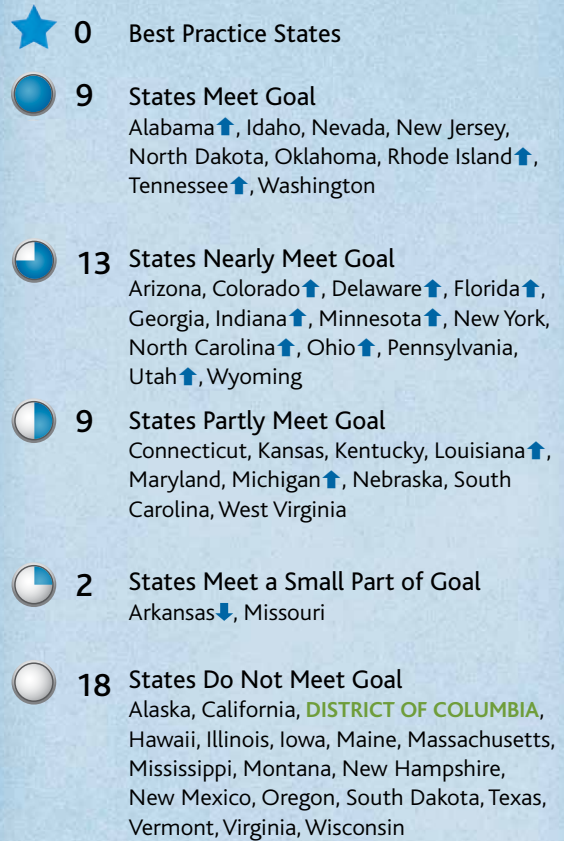 0 Best Practice States
9 States Meet Goal
Alabama⬆, Idaho, Nevada, New Jersey,
North Dakota, Oklahoma, Rhode Island⬆,
Tennessee⬆, Washington
13 States Nearly Meet Goal
Arizona, Colorado⬆, Delaware⬆, Florida⬆,
Georgia, Indiana⬆, Minnesota⬆, New York,
North Carolina⬆, Ohio⬆, Pennsylvania,
Utah⬆, Wyoming
9 States Partly Meet Goal
Connecticut, Kansas, Kentucky, Louisiana⬆,
Maryland, Michigan⬆, Nebraska, South
Carolina, West Virginia
2 States Meet a Small Part of Goal
Arkansas⬇, Missouri
18 States Do Not Meet Goal
Alaska, California, DISTRICT OF COLUMBIA,
Hawaii, Illinois, Iowa, Maine, Massachusetts,
Mississippi, Montana, New Hampshire,
New Mexico, Oregon, South Dakota, Texas,
Vermont, Virginia, Wisconsin